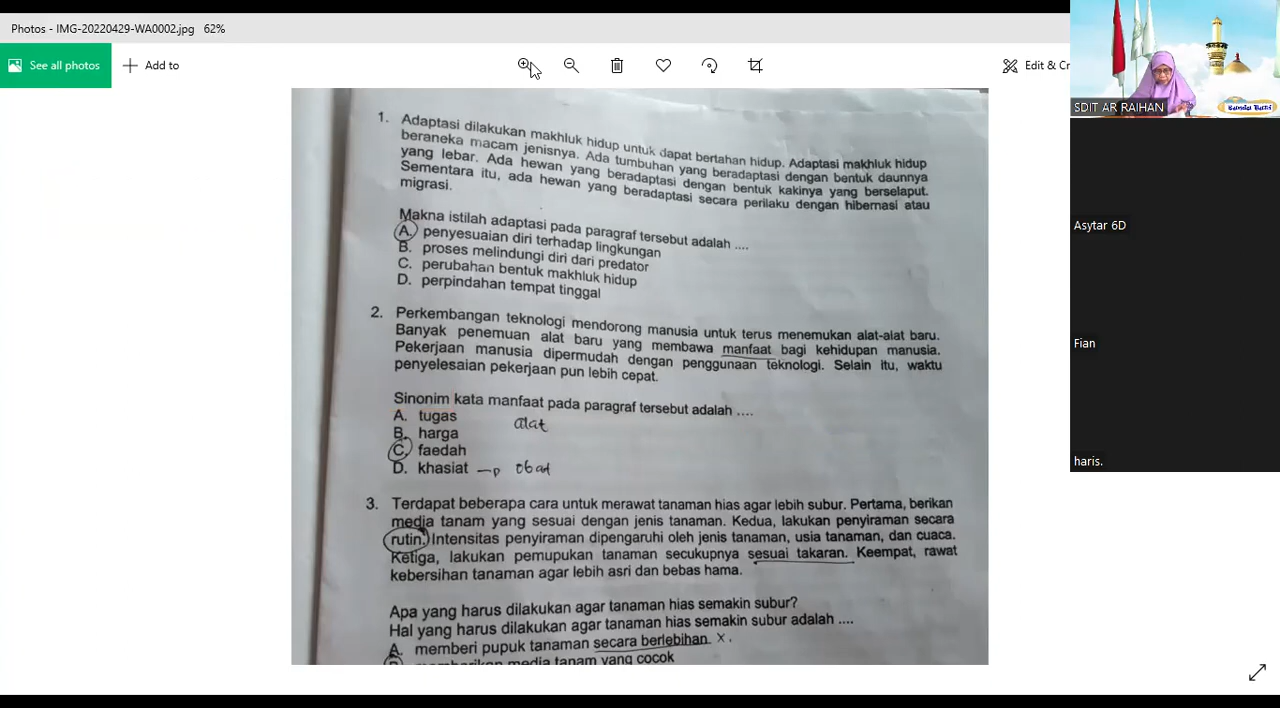 Photos - IMG-20220429-WA0002.jpg 62%
See all photos
Add to
Edit & Cr
SDIT AR RAIHAN
Asytar 6D
Fian
haris.
1. Adaptasi dilakukan makhluk hidup untuk dapat bertahan hidup. Adaptasi makhluk hidup
beraneka macam jenisnya. Ada tumbuhan yang beradaptasi dengan bentuk daunnya
yang lebar. Ada hewan yang beradaptasi dengan bentuk kakinya yang berselaput.
Sementara itu, ada hewan yang beradaptasi secara perilaku dengan hibernasi atau
migrasi.
Makna istilah adaptasi pada paragraf tersebut adalah ....
A. penyesuaian diri terhadap lingkungan
B. proses melindungi diri dari predator
C. perubahan bentuk makhluk hidup
D. perpindahan tempat tinggal
2. Perkembangan teknologi mendorong manusia untuk terus menemukan alat-alat baru.
Banyak penemuan alat baru yang membawa manfaat bagi kehidupan manusia.
Pekerjaan manusia dipermudah dengan penggunaan teknologi. Selain itu, waktu
penyelesaian pekerjaan pun lebih cepat.
Sinonim kata manfaat pada paragraf tersebut adalah ....
A. tugas
alat
B. harga
C. faedah
D. khasiat → obat
3. Terdapat beberapa cara untuk merawat tanaman hias agar lebih subur. Pertama, berikan
media tanam yang sesuai dengan jenis tanaman. Kedua, lakukan penyiraman secara
rutin. Intensitas penyiraman dipengaruhi oleh jenis tanaman, usia tanaman, dan cuaca.
Ketiga, lakukan pemupukan tanaman secukupnya sesuai takaran. Keempat, rawat
kebersihan tanaman agar lebih asri dan bebas hama.
Apa yang harus dilakukan agar tanaman hias semakin subur?
Hal yang harus dilakukan agar tanaman hias semakin subur adalah ....
A. memberi pupuk tanaman secara berlebihan. x.
memberikan media tanam yang cocok